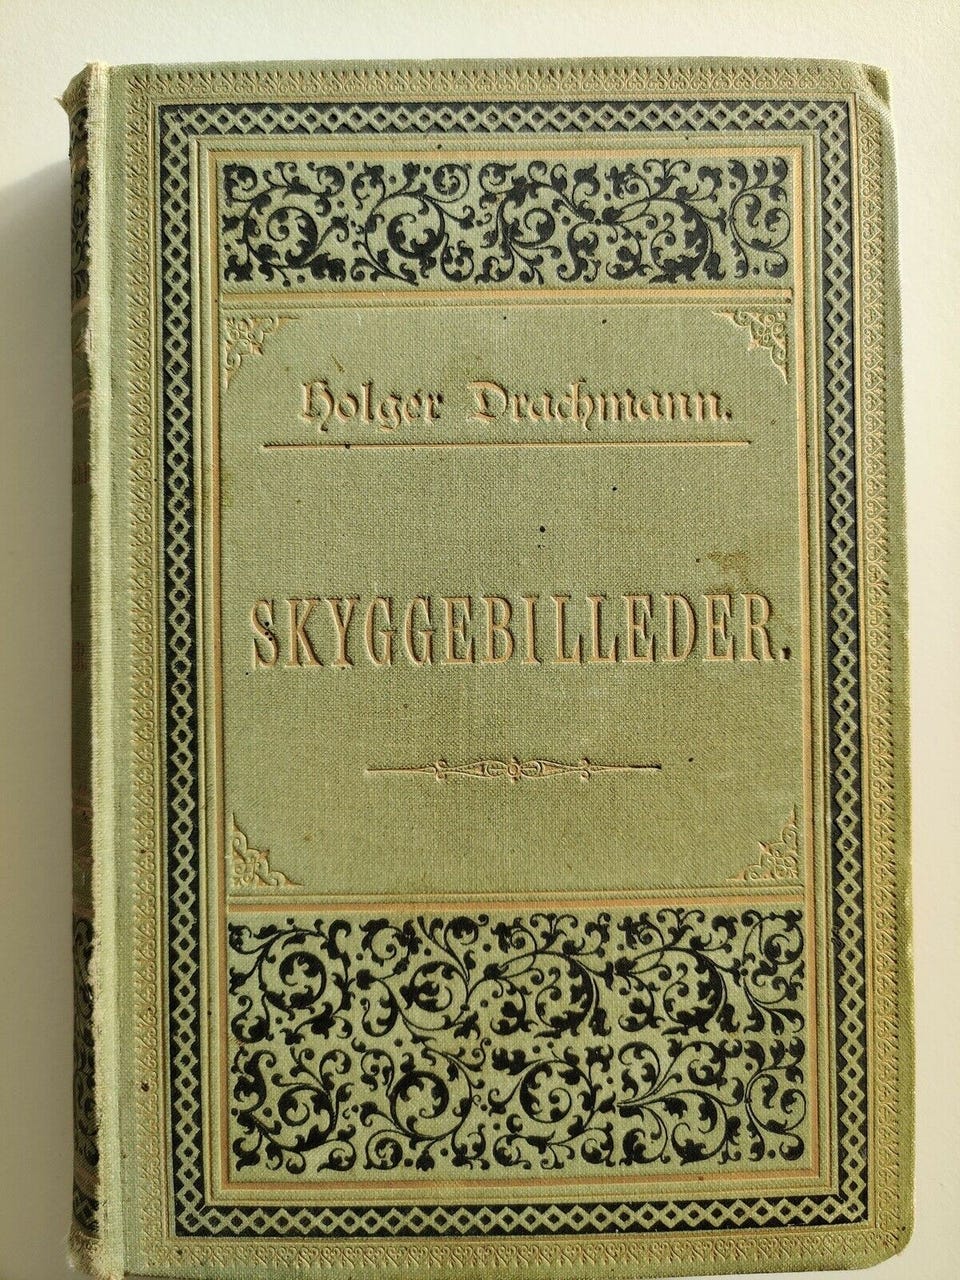 Holger Drachmann.
SKYGGEBILLEDER.